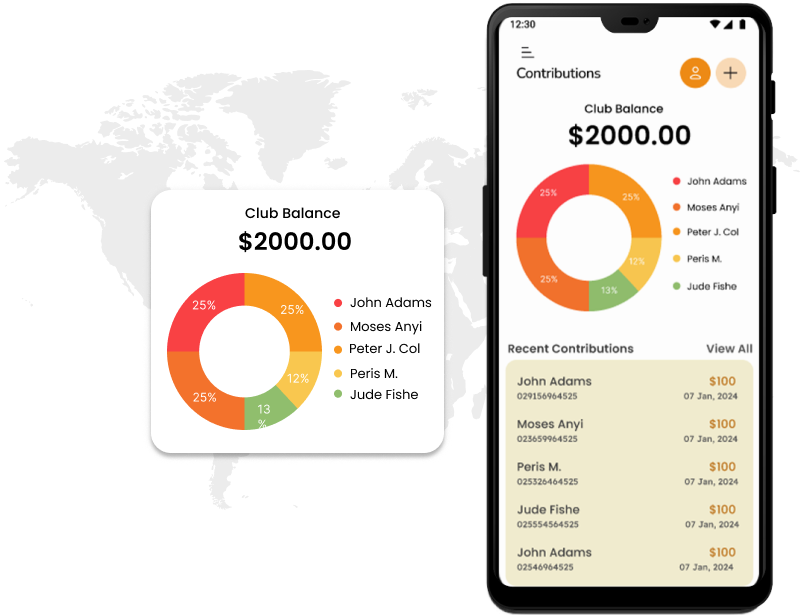 Club Balance
$2000.00
25%
25%
12%
13
%
25%
John Adams
Moses Anyi
Peter J. Col
Peris M.
Jude Fishe
12:30
Contributions
Club Balance
$2000.00
25%
25%
12%
13%
25%
John Adams
Moses Anyi
Peter J. Col
Peris M.
Jude Fishe
Recent Contributions View All
John Adams $100
029156964525 07 Jan, 2024
Moses Anyi $100
023659964525 07 Jan, 2024
Peris M. $100
025326464525 07 Jan, 2024
Jude Fishe $100
025554564525 07 Jan, 2024
John Adams $100
02546964525 07 Jan, 2024